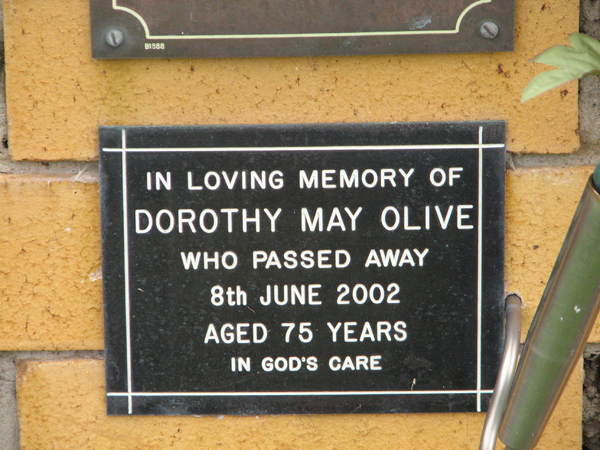 B1588
IN LOVING MEMORY OF
DOROTHY MAY OLIVE
WHO PASSED AWAY
8th JUNE 2002
AGED 75 YEARS
IN GOD'S CARE